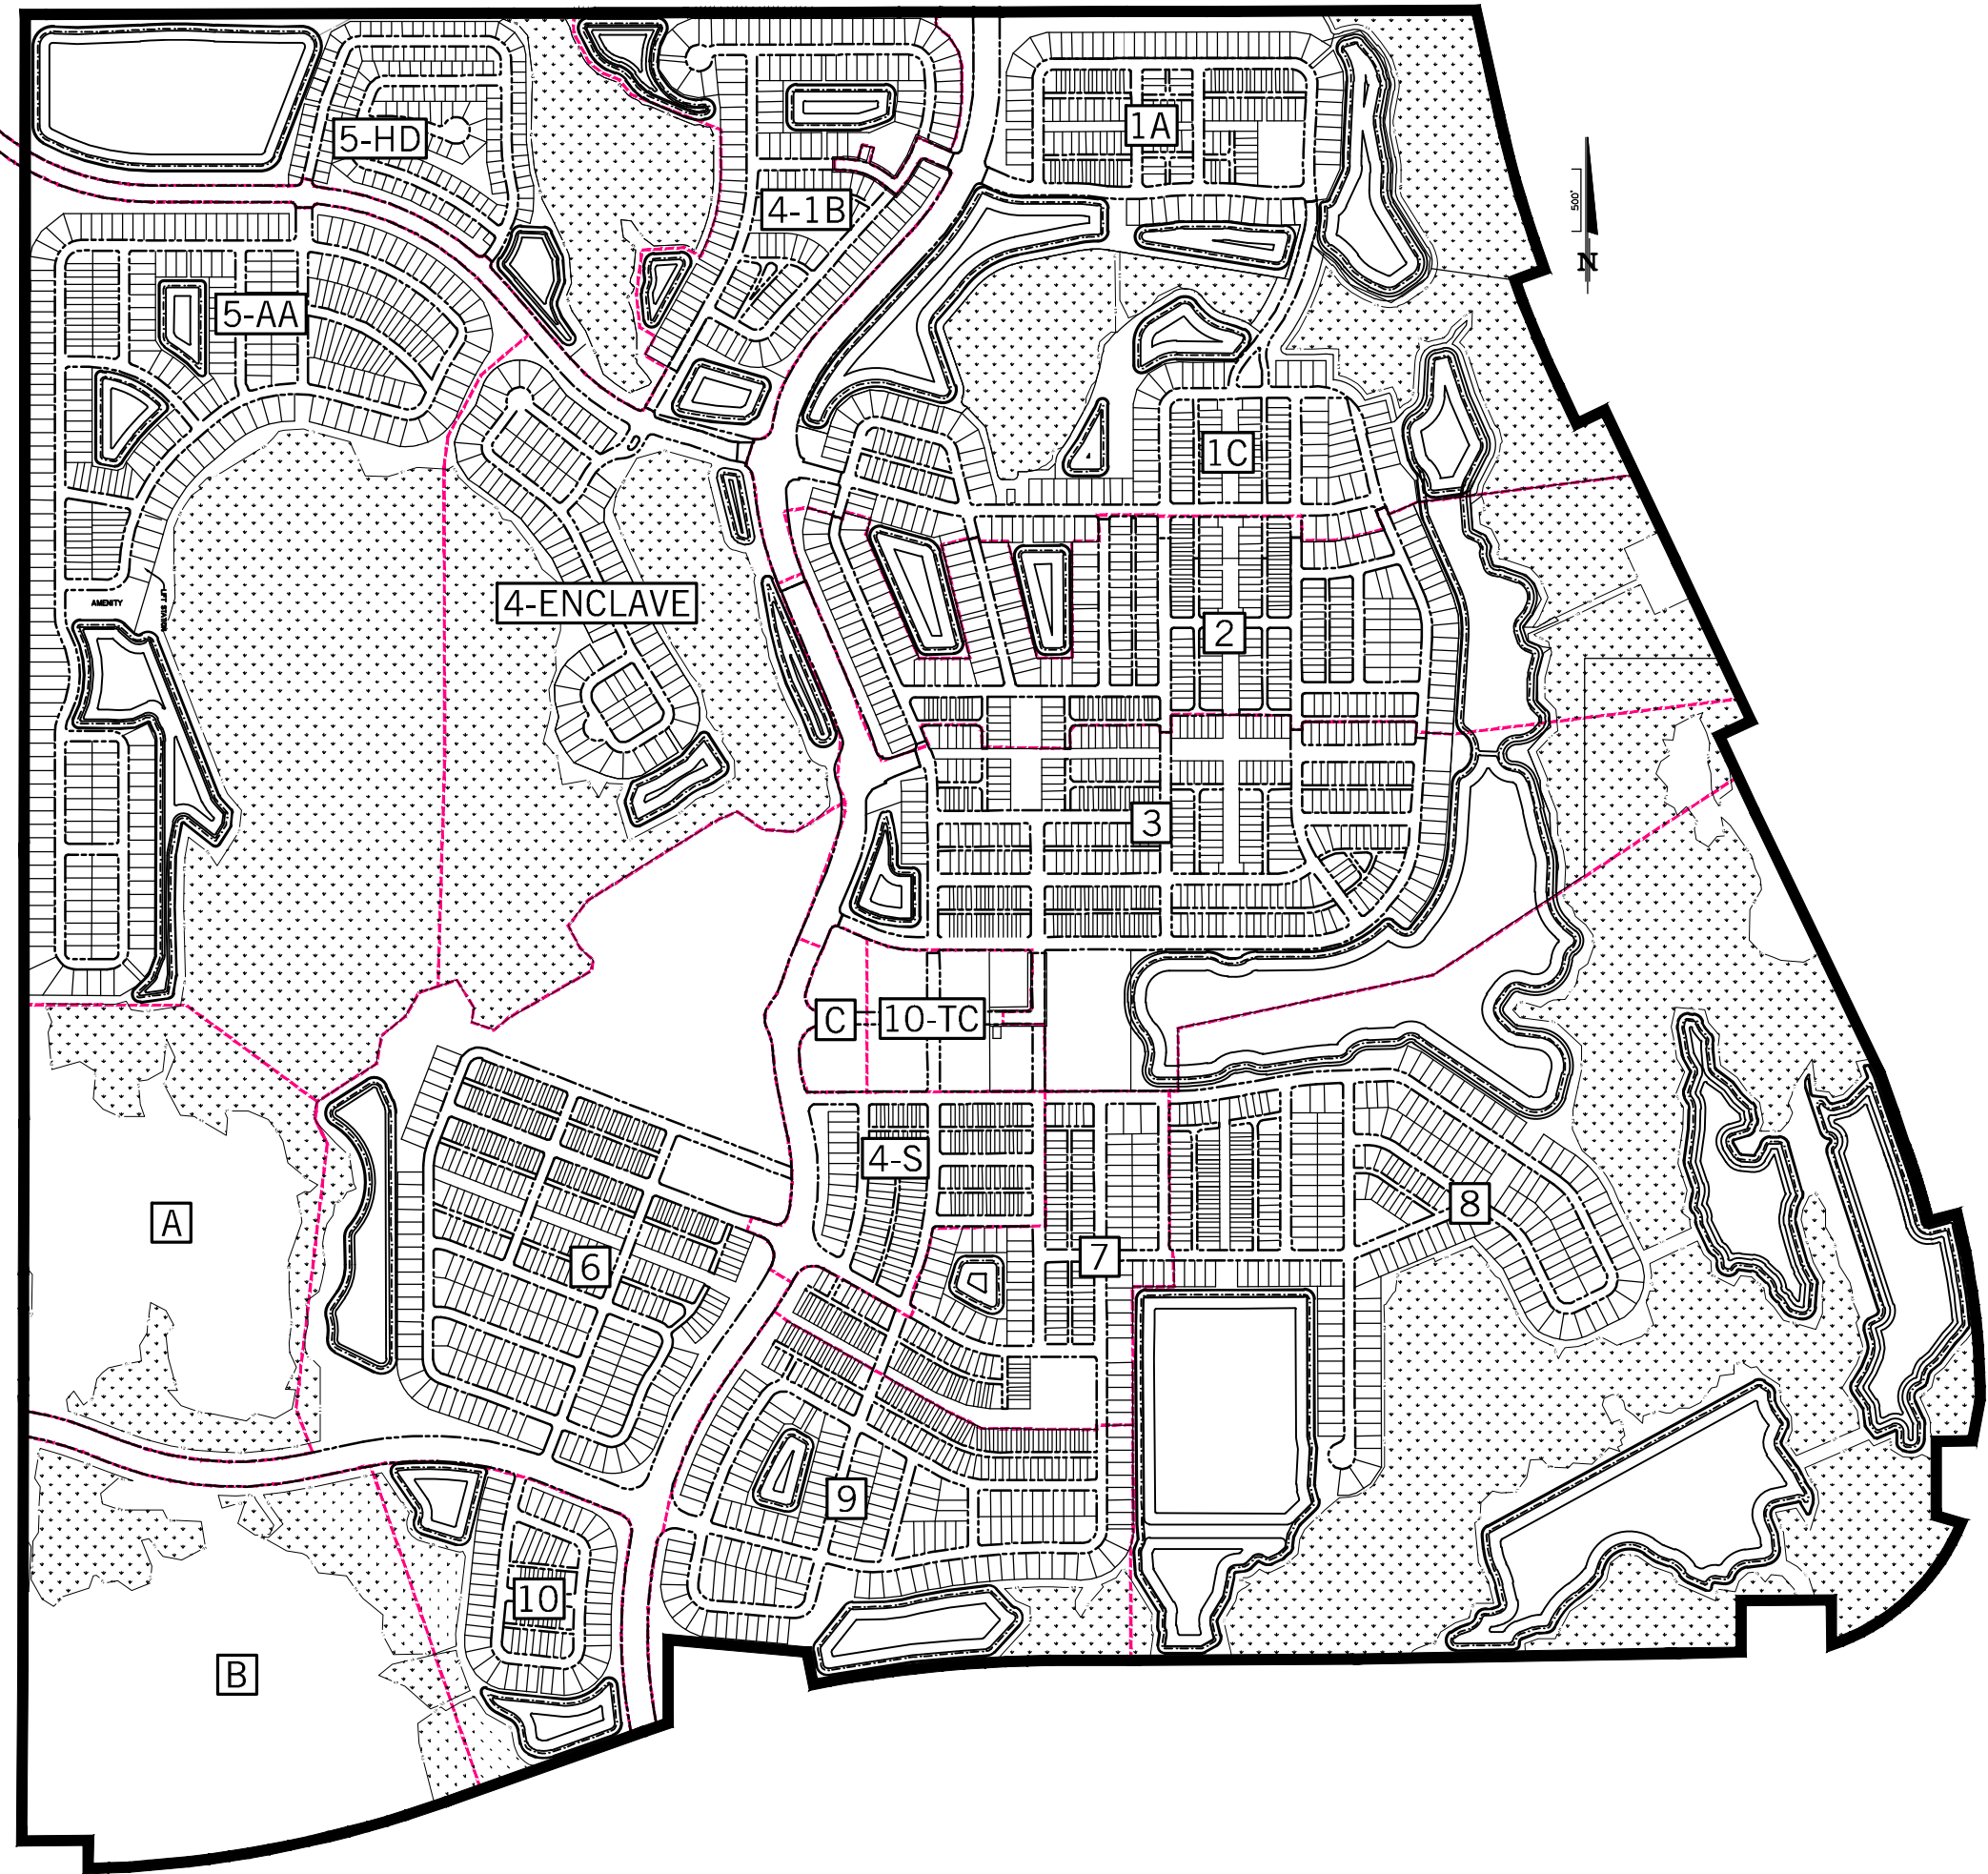 5-HD
1A
4-1B
500'
N
5-AA
1C
AMENITY
LIFT STATION
4-ENCLAVE
2
3
C
10-TC
4-S
8
A
7
6
9
10
B